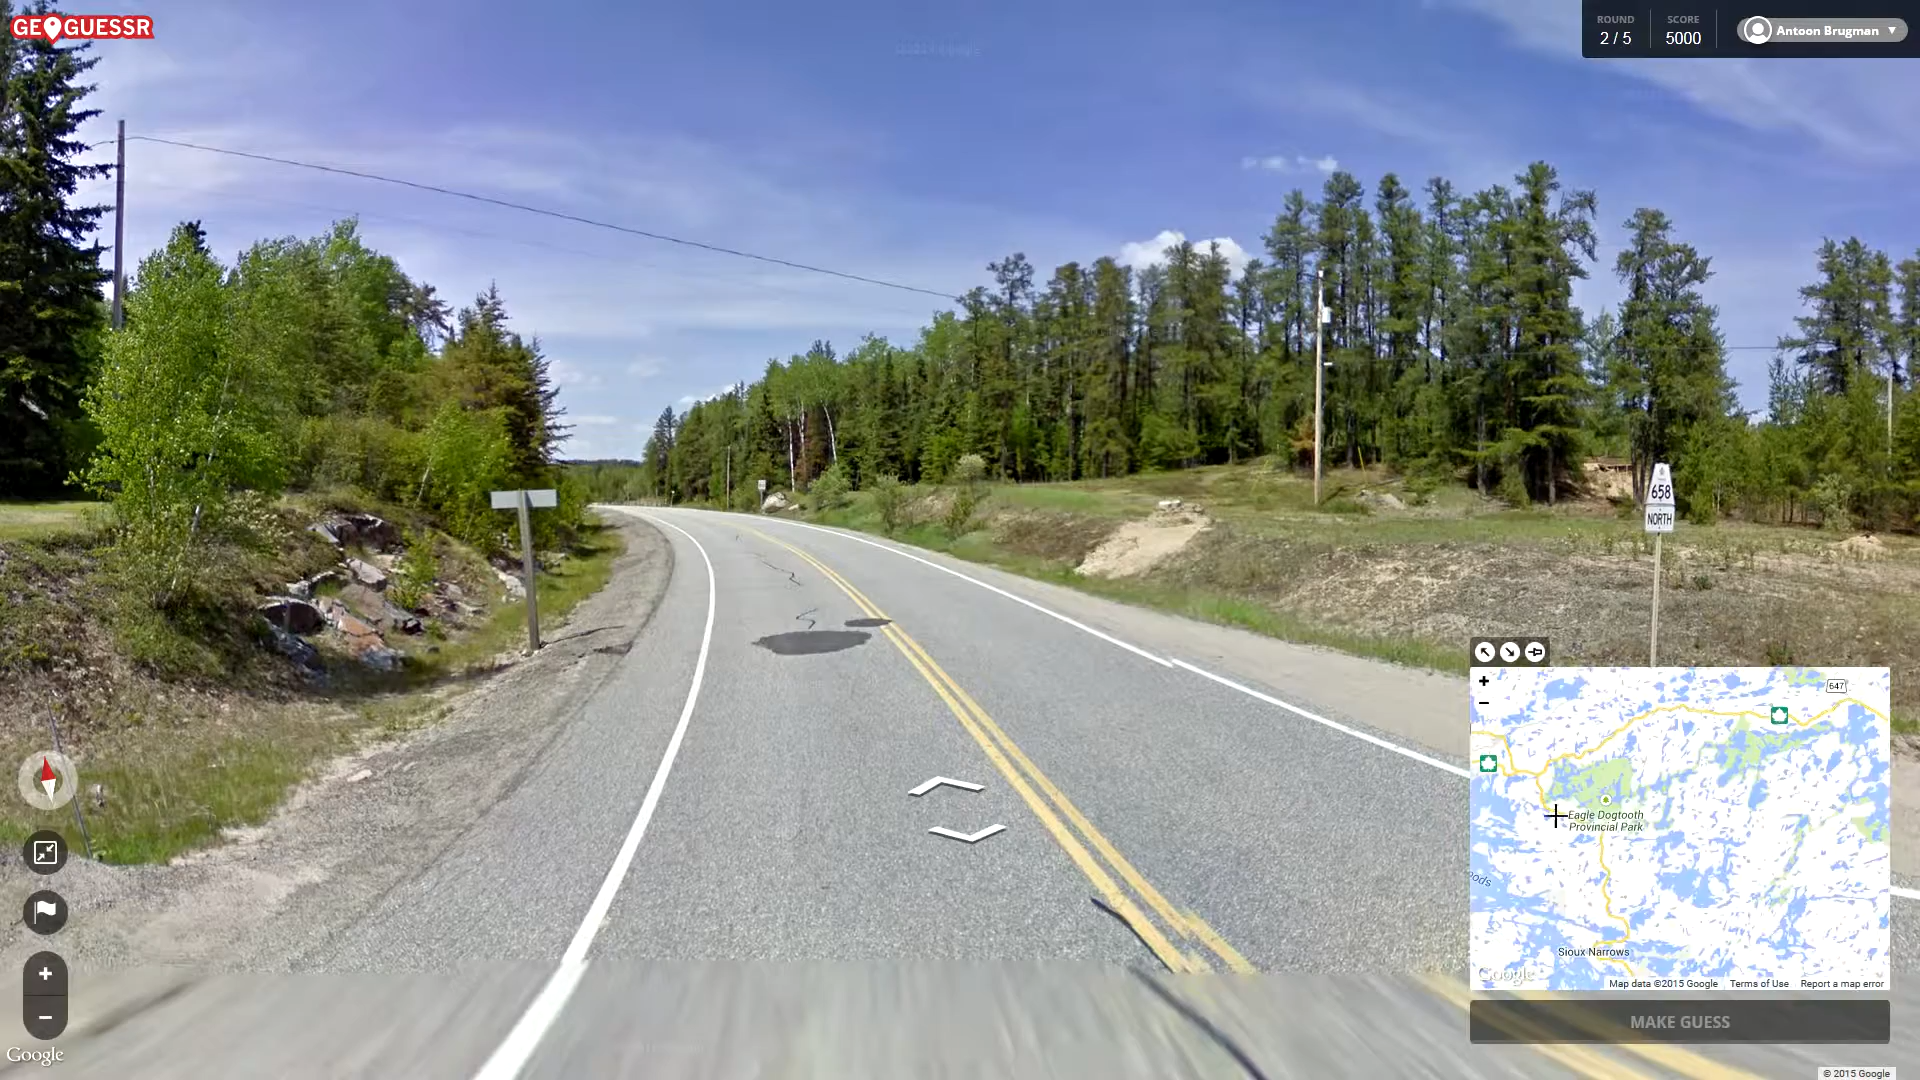 GEOGUESSR
ROUND
2 / 5
SCORE
5000
Antoon Brugman
658
NORTH
+
−
647
Eagle Dogtooth
Provincial Park
ods
Sioux Narrows
Google
Map data ©2015 Google
Terms of Use
Report a map error
MAKE GUESS
+
−
Google
© 2015 Google